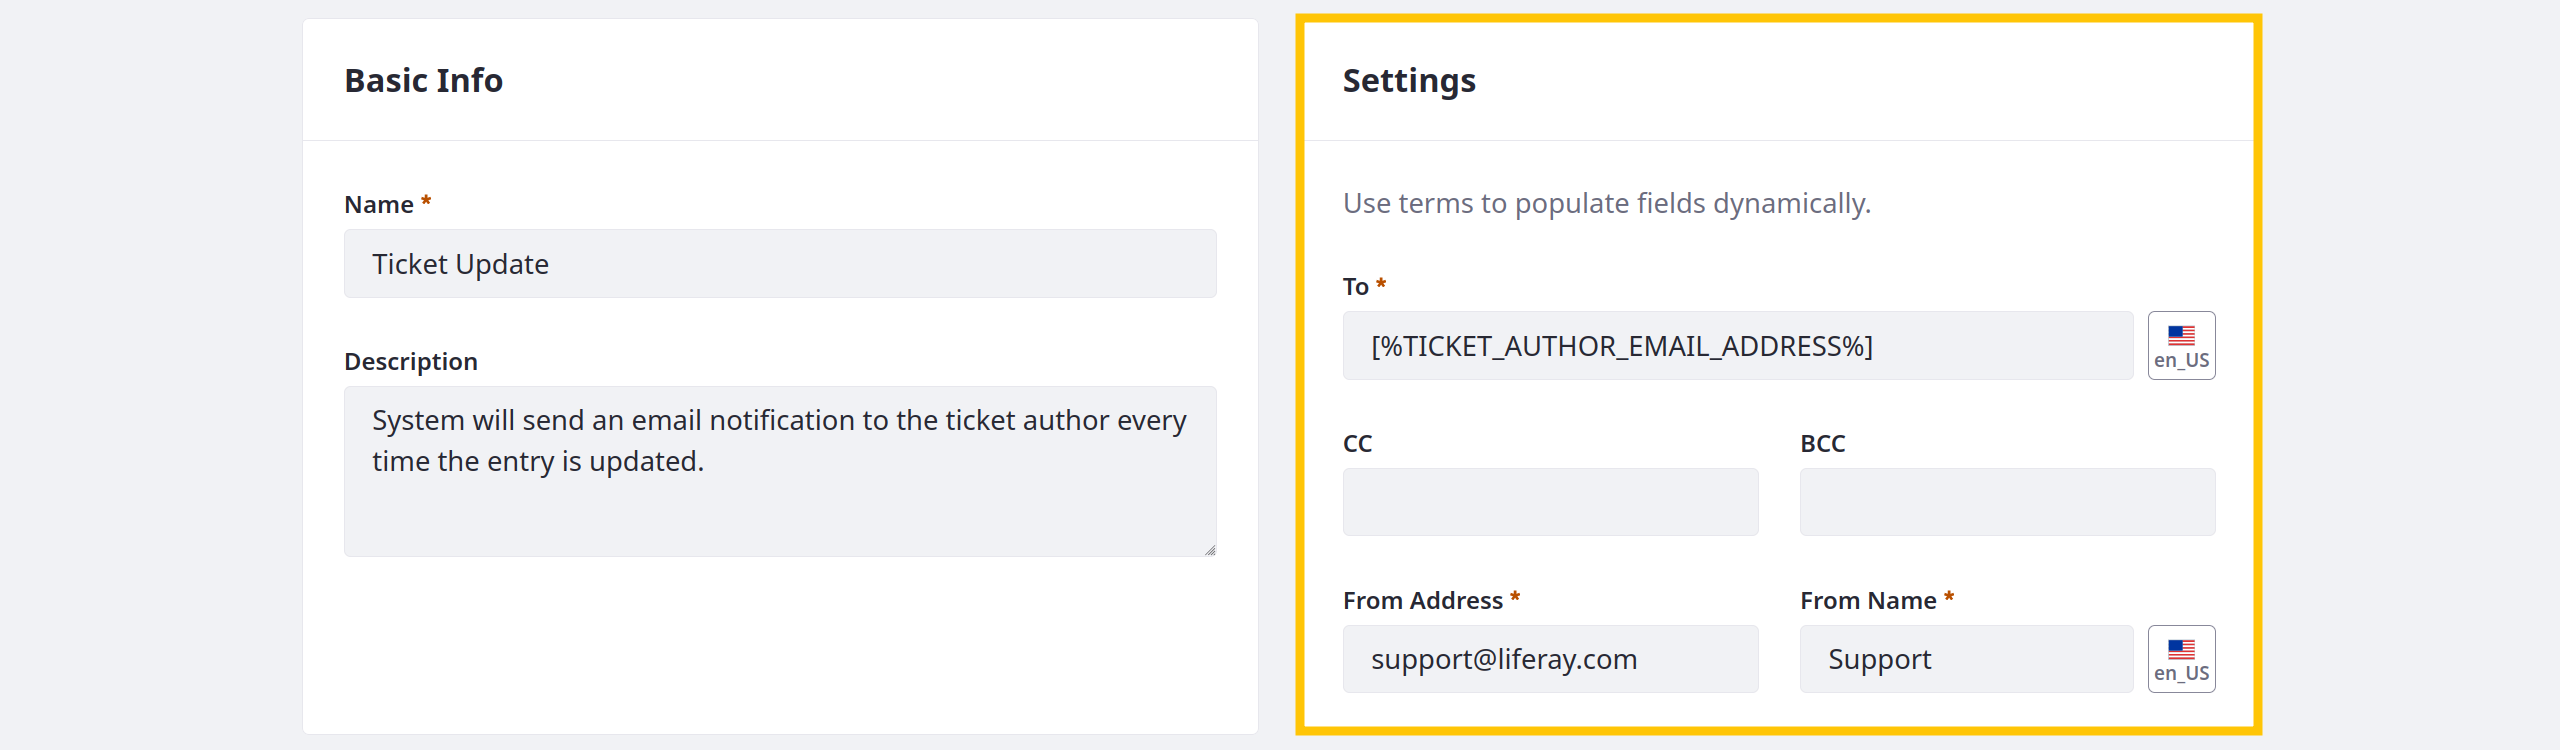 Basic Info
Name *
Ticket Update
Description
System will send an email notification to the ticket author every
time the entry is updated.
Settings
Use terms to populate fields dynamically.
To *
[%TICKET_AUTHOR_EMAIL_ADDRESS%]
en_US
CC
BCC
From Address *
From Name *
support@liferay.com
Support
en_US